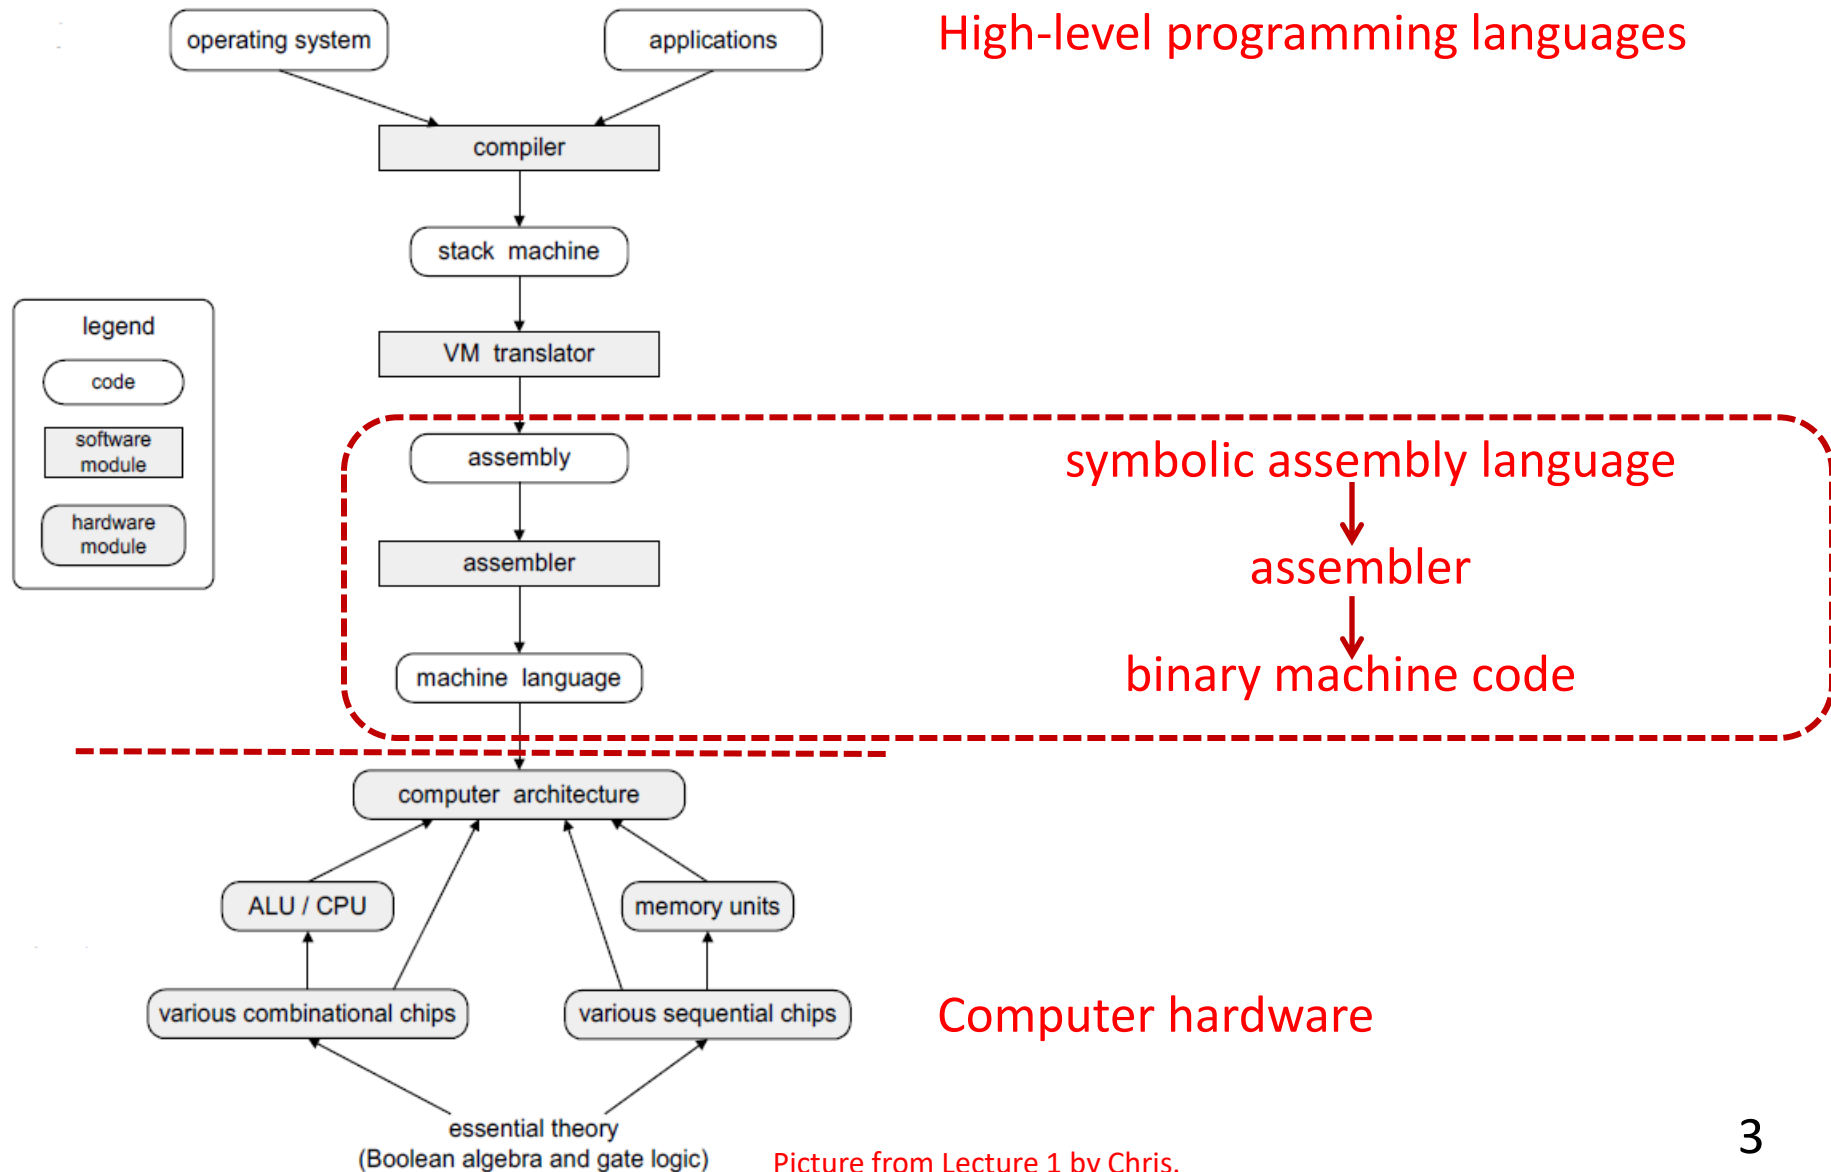 operating system
applications
High-level programming languages
compiler
stack machine
legend
code
software
module
hardware
module
VM translator
assembly
symbolic assembly language
assembler
assembler
machine language
binary machine code
computer architecture
ALU / CPU
memory units
various combinational chips
various sequential chips
Computer hardware
essential theory
(Boolean algebra and gate logic)
Picture from Lecture 1 by Chris.
3